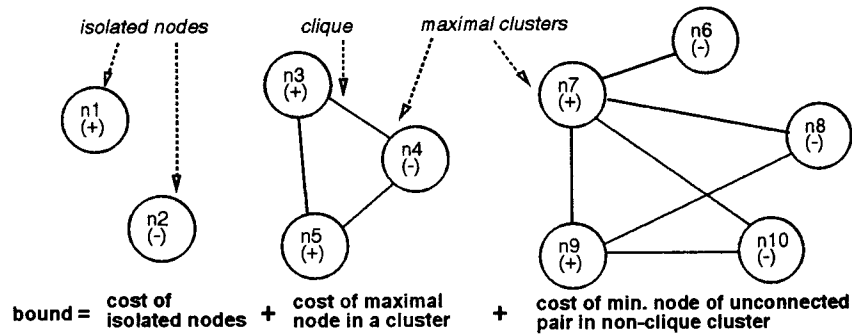 isolated nodes
clique
maximal clusters
n1
(+)
n2
(-)
n3
(+)
n4
(-)
n5
(+)
n6
(-)
n7
(+)
n8
(-)
n9
(+)
n10
(-)
bound = cost of isolated nodes + cost of maximal node in a cluster + cost of min. node of unconnected pair in non-clique cluster